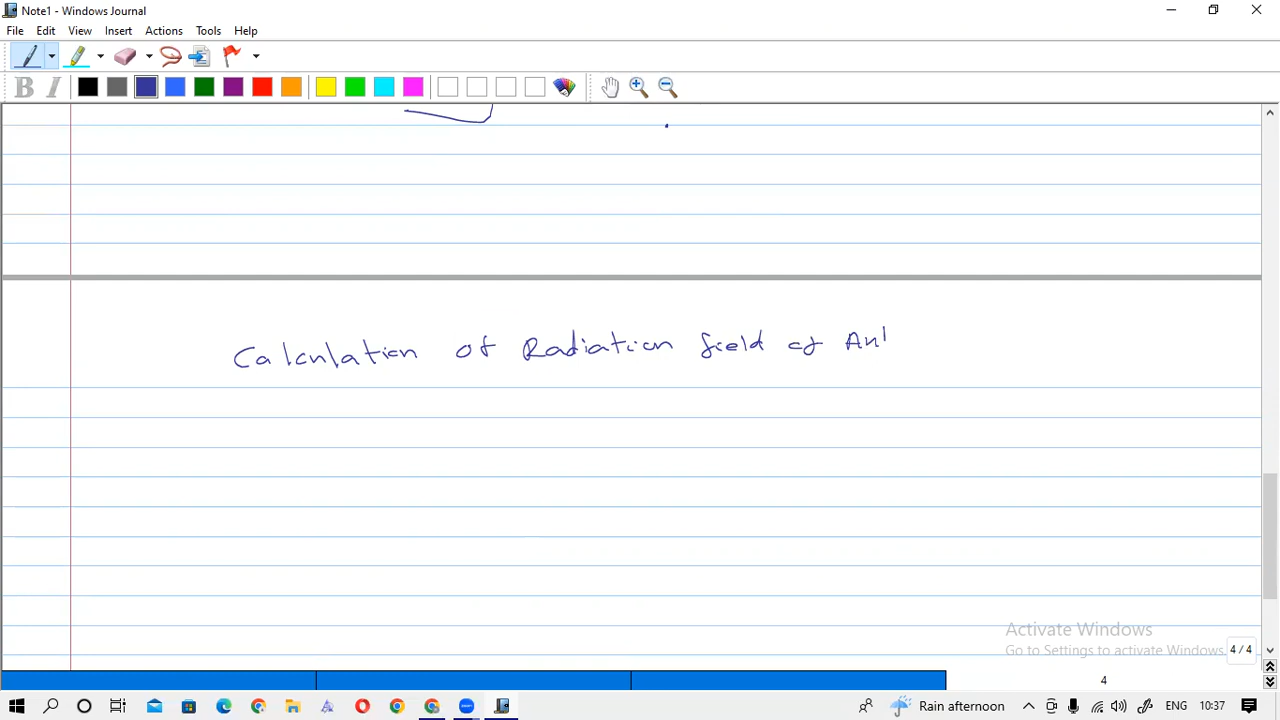 Note1 - Windows Journal
File Edit View Insert Actions Tools Help
B I
Calculation of Radiation field of Ant
Activate Windows
Go to Settings to activate Windows.
4 / 4
4
Rain afternoon ENG 10:37